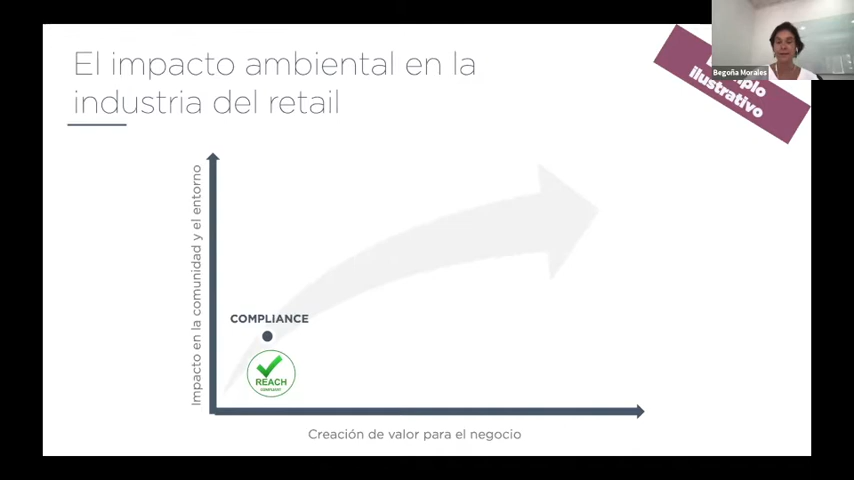 El impacto ambiental en la
industria del retail
Begoña Morales
ilustrativo
Impacto en la comunidad y el entorno
COMPLIANCE
REACH
COMPLIANT
Creación de valor para el negocio